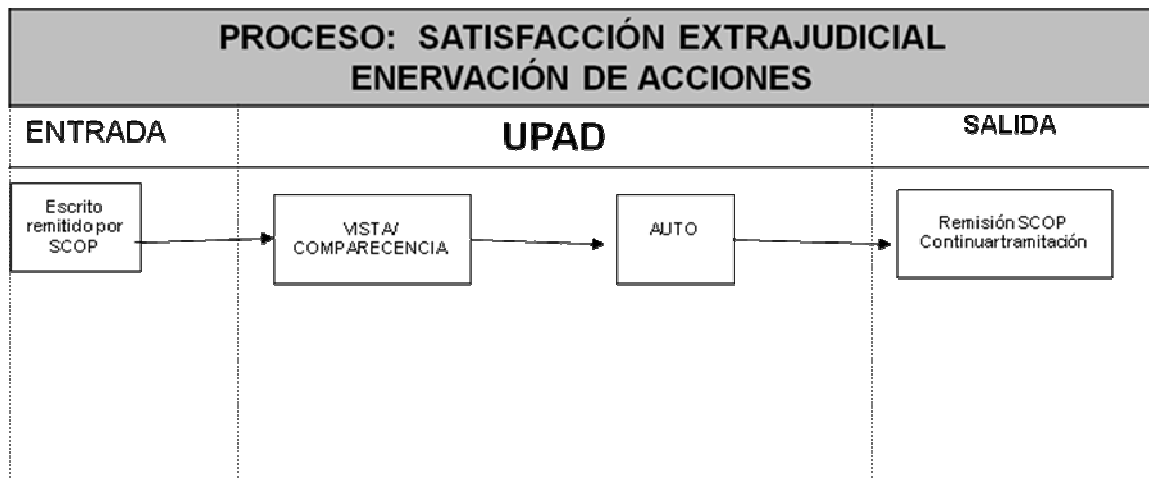 PROCESO: SATISFACCIÓN EXTRAJUDICIAL
ENERVACIÓN DE ACCIONES
ENTRADA
UPAD
SALIDA
Escrito
remitido por
SCOP
VISTA/
COMPARECENCIA
AUTO
Remisión SCOP
Continuartramitación